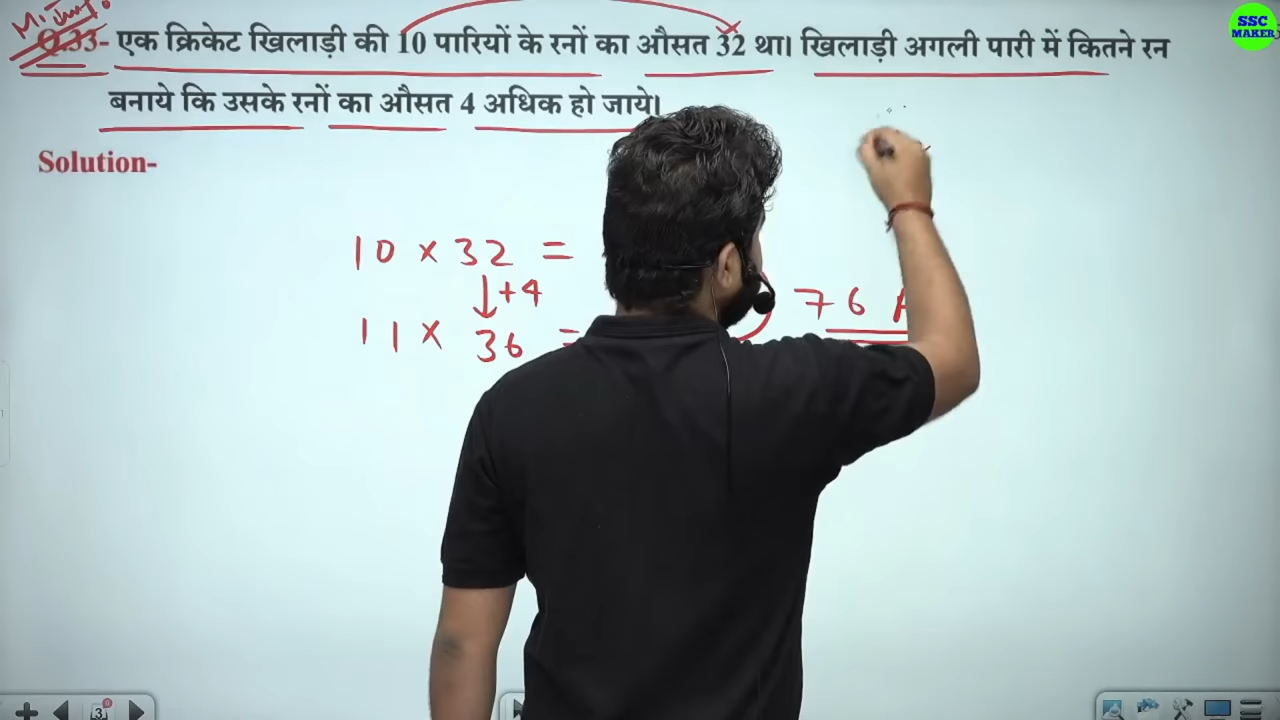 SSC
MAKER
Q.33- एक क्रिकेट खिलाड़ी की 10 पारियों के रनों का औसत 32 था। खिलाड़ी अगली पारी में कितने रन
बनाये कि उसके रनों का औसत 4 अधिक हो जाये।
Solution-
10 × 32 =
↓+4
11 × 36 =
76
3